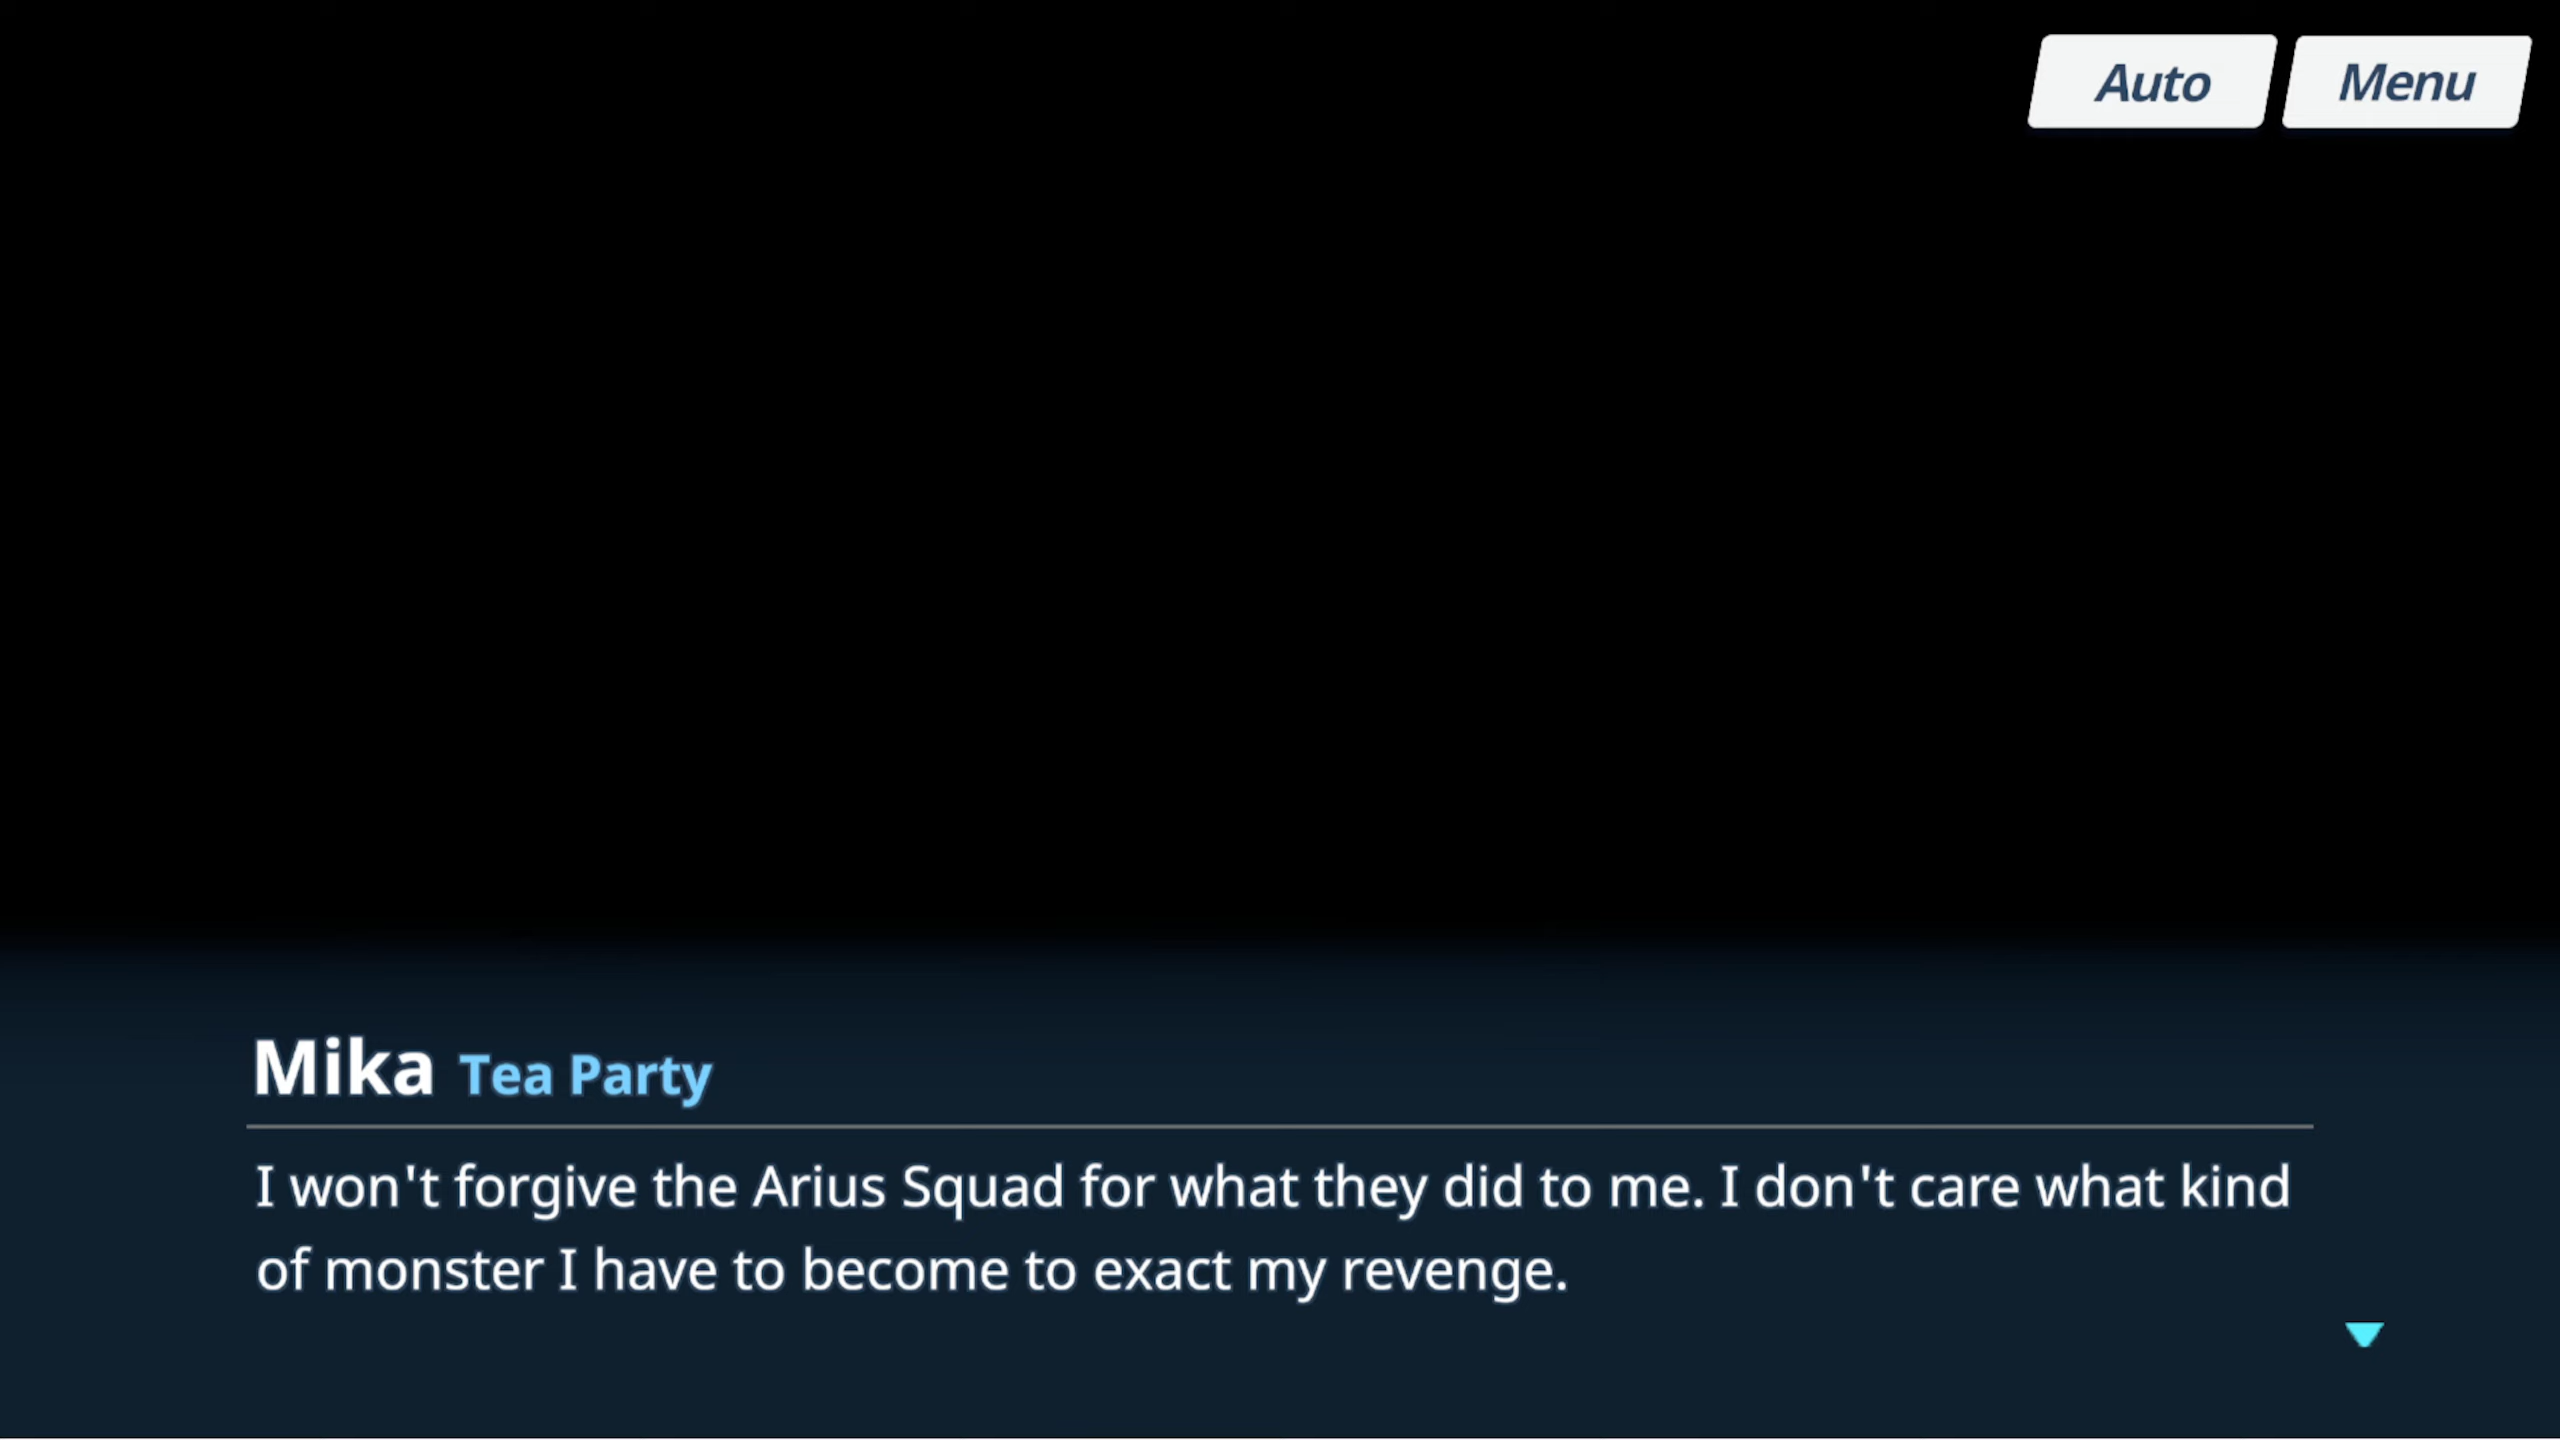 Auto Menu
Mika Tea Party
I won't forgive the Arius Squad for what they did to me. I don't care what kind
of monster I have to become to exact my revenge.